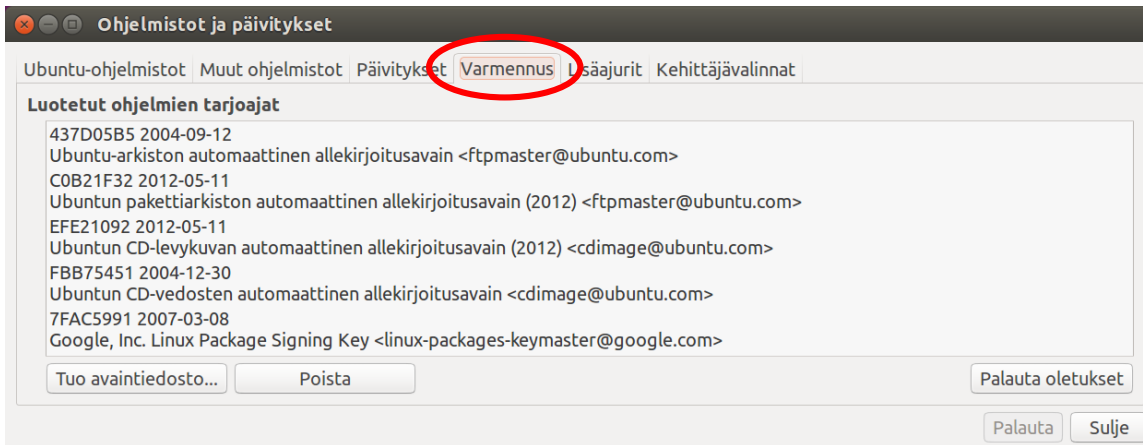 Ohjelmistot ja päivitykset
Ubuntu-ohjelmistot Muut ohjelmistot Päivitykset Varmennus Lisäajurit Kehittäjävalinnat
Luotetut ohjelmien tarjoajat
437D05B5 2004-09-12
Ubuntu-arkiston automaattinen allekirjoitusavain <ftpmaster@ubuntu.com>
C0B21F32 2012-05-11
Ubuntun pakettiarkiston automaattinen allekirjoitusavain (2012) <ftpmaster@ubuntu.com>
EFE21092 2012-05-11
Ubuntun CD-levykuvan automaattinen allekirjoitusavain (2012) <cdimage@ubuntu.com>
FBB75451 2004-12-30
Ubuntun CD-vedosten automaattinen allekirjoitusavain <cdimage@ubuntu.com>
7FAC5991 2007-03-08
Google, Inc. Linux Package Signing Key <linux-packages-keymaster@google.com>
Tuo avaintiedosto... Poista Palauta oletukset
Palauta Sulje